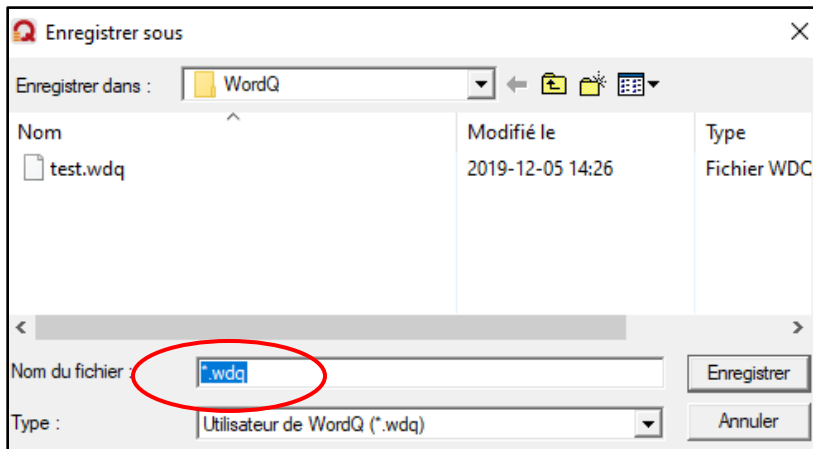 Enregistrer sous
Enregistrer dans : WordQ
Nom Modifié le Type
test.wdq 2019-12-05 14:26 Fichier WDQ
Nom du fichier : *.wdq Enregistrer
Type : Utilisateur de WordQ (*.wdq) Annuler